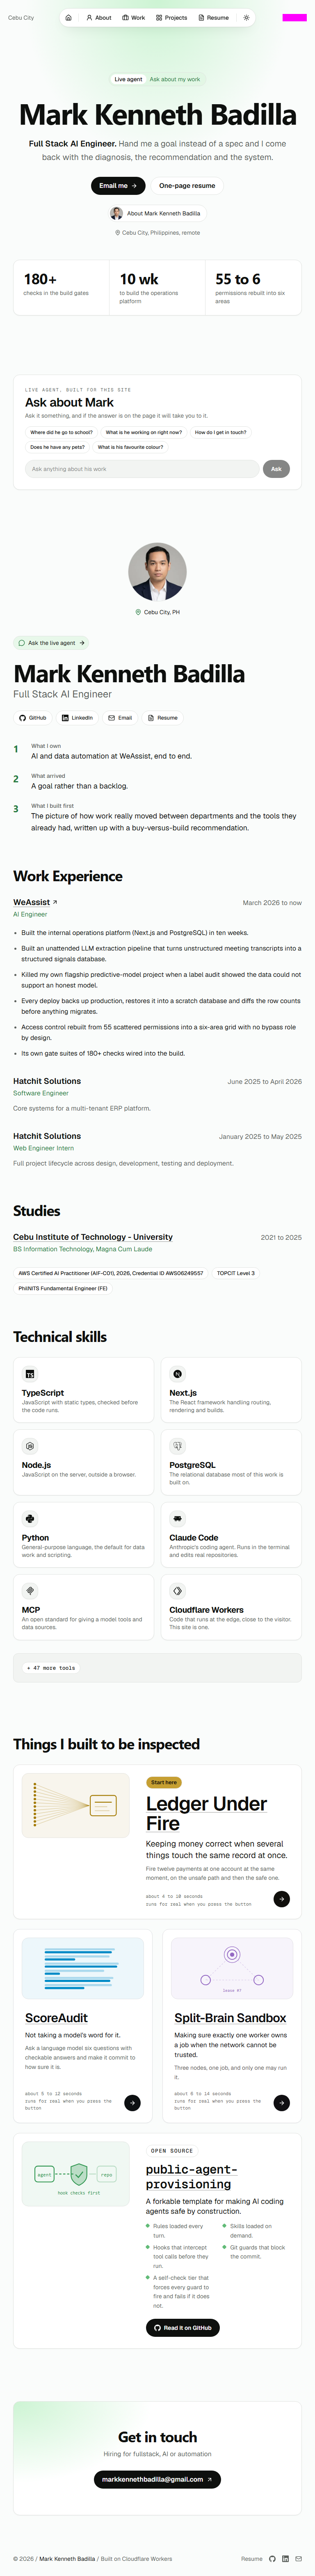 Cebu City
About
Work
Projects
Resume
Live agent
Ask about my work
Mark Kenneth Badilla
Full Stack AI Engineer. Hand me a goal instead of a spec and I come
back with the diagnosis, the recommendation and the system.
Email me →
One-page resume
About Mark Kenneth Badilla
Cebu City, Philippines, remote
180+
checks in the build gates
10 wk
to build the operations
platform
55 to 6
permissions rebuilt into six
areas
LIVE AGENT, BUILT FOR THIS SITE
Ask about Mark
Ask it something, and if the answer is on the page it will take you to it.
Where did he go to school?
What is he working on right now?
How do I get in touch?
Does he have any pets?
What is his favourite colour?
Ask anything about his work
Ask
Cebu City, PH
Ask the live agent →
Mark Kenneth Badilla
Full Stack AI Engineer
GitHub
LinkedIn
Email
Resume
1
What I own
AI and data automation at WeAssist, end to end.
2
What arrived
A goal rather than a backlog.
3
What I built first
The picture of how work really moved between departments and the tools they
already had, written up with a buy-versus-build recommendation.
Work Experience
WeAssist ↗
March 2026 to now
AI Engineer
• Built the internal operations platform (Next.js and PostgreSQL) in ten weeks.
• Built an unattended LLM extraction pipeline that turns unstructured meeting transcripts into a
structured signals database.
• Killed my own flagship predictive-model project when a label audit showed the data could not
support an honest model.
• Every deploy backs up production, restores it into a scratch database and diffs the row counts
before anything migrates.
• Access control rebuilt from 55 scattered permissions into a six-area grid with no bypass role
by design.
• Its own gate suites of 180+ checks wired into the build.
Hatchit Solutions
June 2025 to April 2026
Software Engineer
Core systems for a multi-tenant ERP platform.
Hatchit Solutions
January 2025 to May 2025
Web Engineer Intern
Full project lifecycle across design, development, testing and deployment.
Studies
Cebu Institute of Technology - University
2021 to 2025
BS Information Technology, Magna Cum Laude
AWS Certified AI Practitioner (AIF-C01), 2026, Credential ID AWS06249557
TOPCIT Level 3
PhilNITS Fundamental Engineer (FE)
Technical skills
TypeScript
JavaScript with static types, checked before
the code runs.
Next.js
The React framework handling routing,
rendering and builds.
Node.js
JavaScript on the server, outside a browser.
PostgreSQL
The relational database most of this work is
built on.
Python
General-purpose language, the default for data
work and scripting.
Claude Code
Anthropic's coding agent. Runs in the terminal
and edits real repositories.
MCP
An open standard for giving a model tools and
data sources.
Cloudflare Workers
Code that runs at the edge, close to the visitor.
This site is one.
+ 47 more tools
Things I built to be inspected
Start here
Ledger Under
Fire
Keeping money correct when several
things touch the same record at once.
Fire twelve payments at one account at the same
moment, on the unsafe path and then the safe one.
about 4 to 10 seconds
runs for real when you press the button
ScoreAudit
Not taking a model's word for it.
Ask a language model six questions with
checkable answers and make it commit to
how sure it is.
about 5 to 12 seconds
runs for real when you press the
button
Split-Brain Sandbox
Making sure exactly one worker owns
a job when the network cannot be
trusted.
Three nodes, one job, and only one may run
it.
about 6 to 14 seconds
runs for real when you press the
button
agent
repo
hook checks first
OPEN SOURCE
public-agent-
provisioning
A forkable template for making AI coding
agents safe by construction.
Rules loaded every
turn.
Skills loaded on
demand.
Hooks that intercept
tool calls before they
run.
Git guards that block
the commit.
A self-check tier that
forces every guard to
fire and fails if it does
not.
Read it on GitHub
Get in touch
Hiring for fullstack, AI or automation
markkennethbadilla@gmail.com ↗
© 2026 / Mark Kenneth Badilla / Built on Cloudflare Workers
Resume